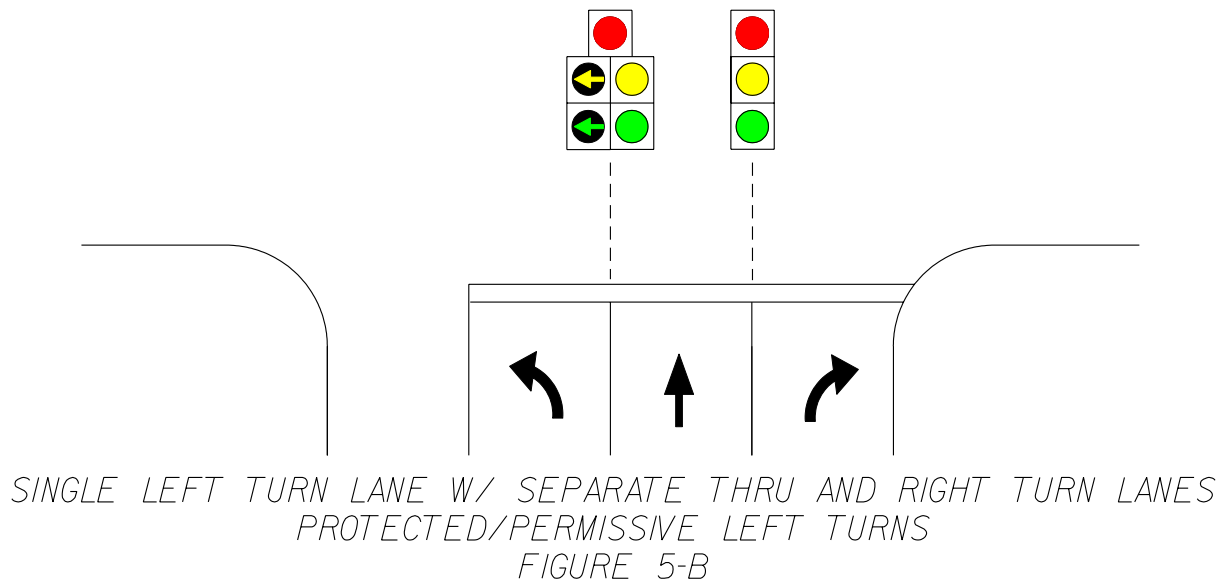 SINGLE LEFT TURN LANE W/ SEPARATE THRU AND RIGHT TURN LANES
PROTECTED/PERMISSIVE LEFT TURNS
FIGURE 5-B